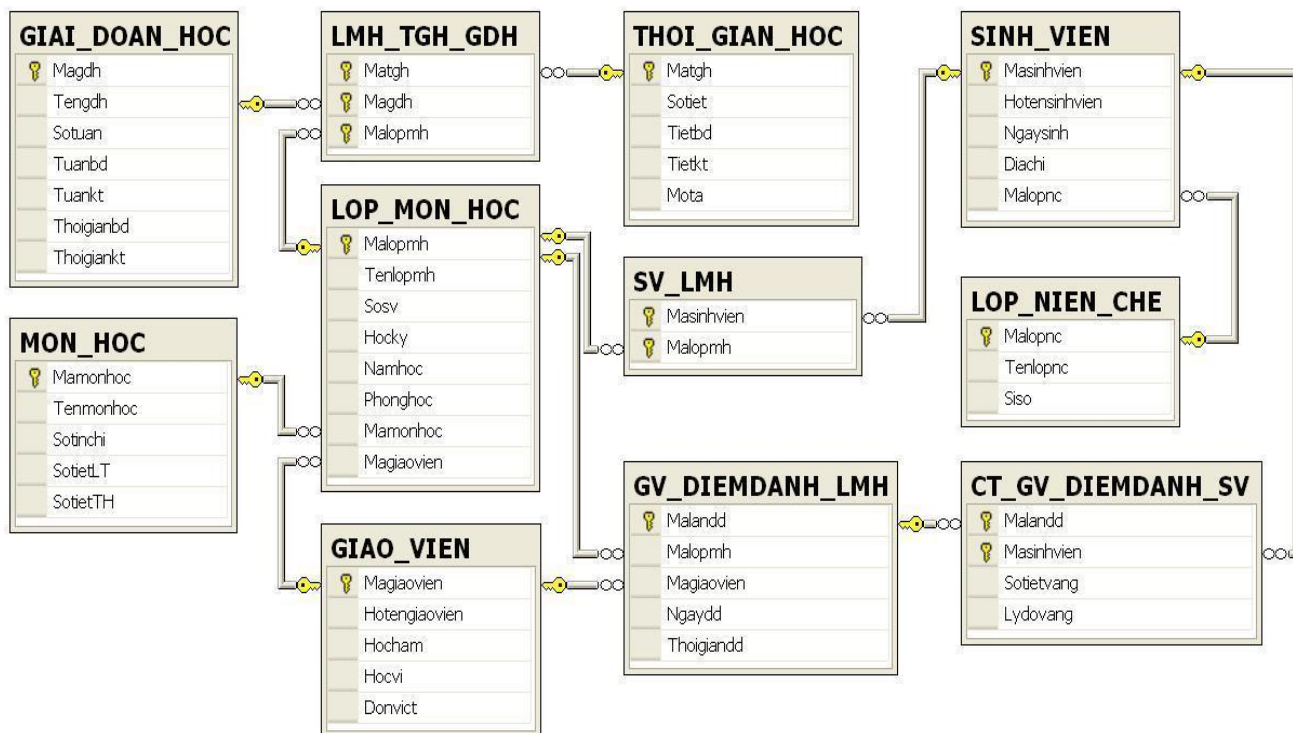 GIAI_DOAN_HOC
Magdh
Tengdh
Sotuan
Tuanbd
Tuankt
Thoigianbd
Thoigiankt
MON_HOC
Mamonhoc
Tenmonhoc
Sotinchi
SotietLT
SotietTH
LMH_TGH_GDH
Matgh
Magdh
Malopmh
LOP_MON_HOC
Malopmh
Tenlopmh
Sosv
Hocky
Namhoc
Phonghoc
Mamonhoc
Magiaovien
GIAO_VIEN
Magiaovien
Hotengiaovien
Hocham
Hocvi
Donvict
THOI_GIAN_HOC
Matgh
Sotiet
Tietbd
Tietkt
Mota
SV_LMH
Masinhvien
Malopmh
GV_DIEMDANH_LMH
Malandd
Malopmh
Magiaovien
Ngaydd
Thoigiandd
SINH_VIEN
Masinhvien
Hotensinhvien
Ngaysinh
Diachi
Malopnc
LOP_NIEN_CHE
Malopnc
Tenlopnc
Siso
CT_GV_DIEMDANH_SV
Malandd
Masinhvien
Sotietvang
Lydovang